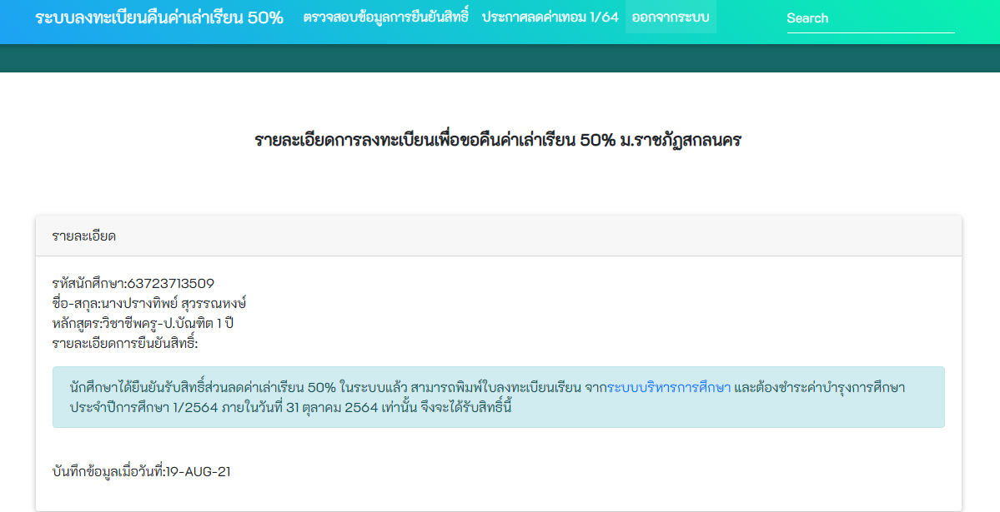 ระบบลงทะเบียนคืนค่าเล่าเรียน 50% ตรวจสอบข้อมูลการยืนยันสิทธิ์ ประกาศลดค่าเทอม 1/64 ออกจากระบบ Search
รายละเอียดการลงทะเบียนเพื่อขอคืนค่าเล่าเรียน 50% ม.ราชภัฏสกลนคร
รายละเอียด
รหัสนักศึกษา:63723713509
ชื่อ-สกุล:นางปรางทิพย์ สุวรรณหงษ์
หลักสูตร:วิชาชีพครู-ป.บัณฑิต 1 ปี
รายละเอียดการยืนยันสิทธิ์:
นักศึกษาได้ยืนยันรับสิทธิ์ส่วนลดค่าเล่าเรียน 50% ในระบบแล้ว สามารถพิมพ์ใบลงทะเบียนเรียน จากระบบบริหารการศึกษา และต้องชำระค่าบำรุงการศึกษา
ประจำปีการศึกษา 1/2564 ภายในวันที่ 31 ตุลาคม 2564 เท่านั้น จึงจะได้รับสิทธิ์นี้
บันทึกข้อมูลเมื่อวันที่:19-AUG-21